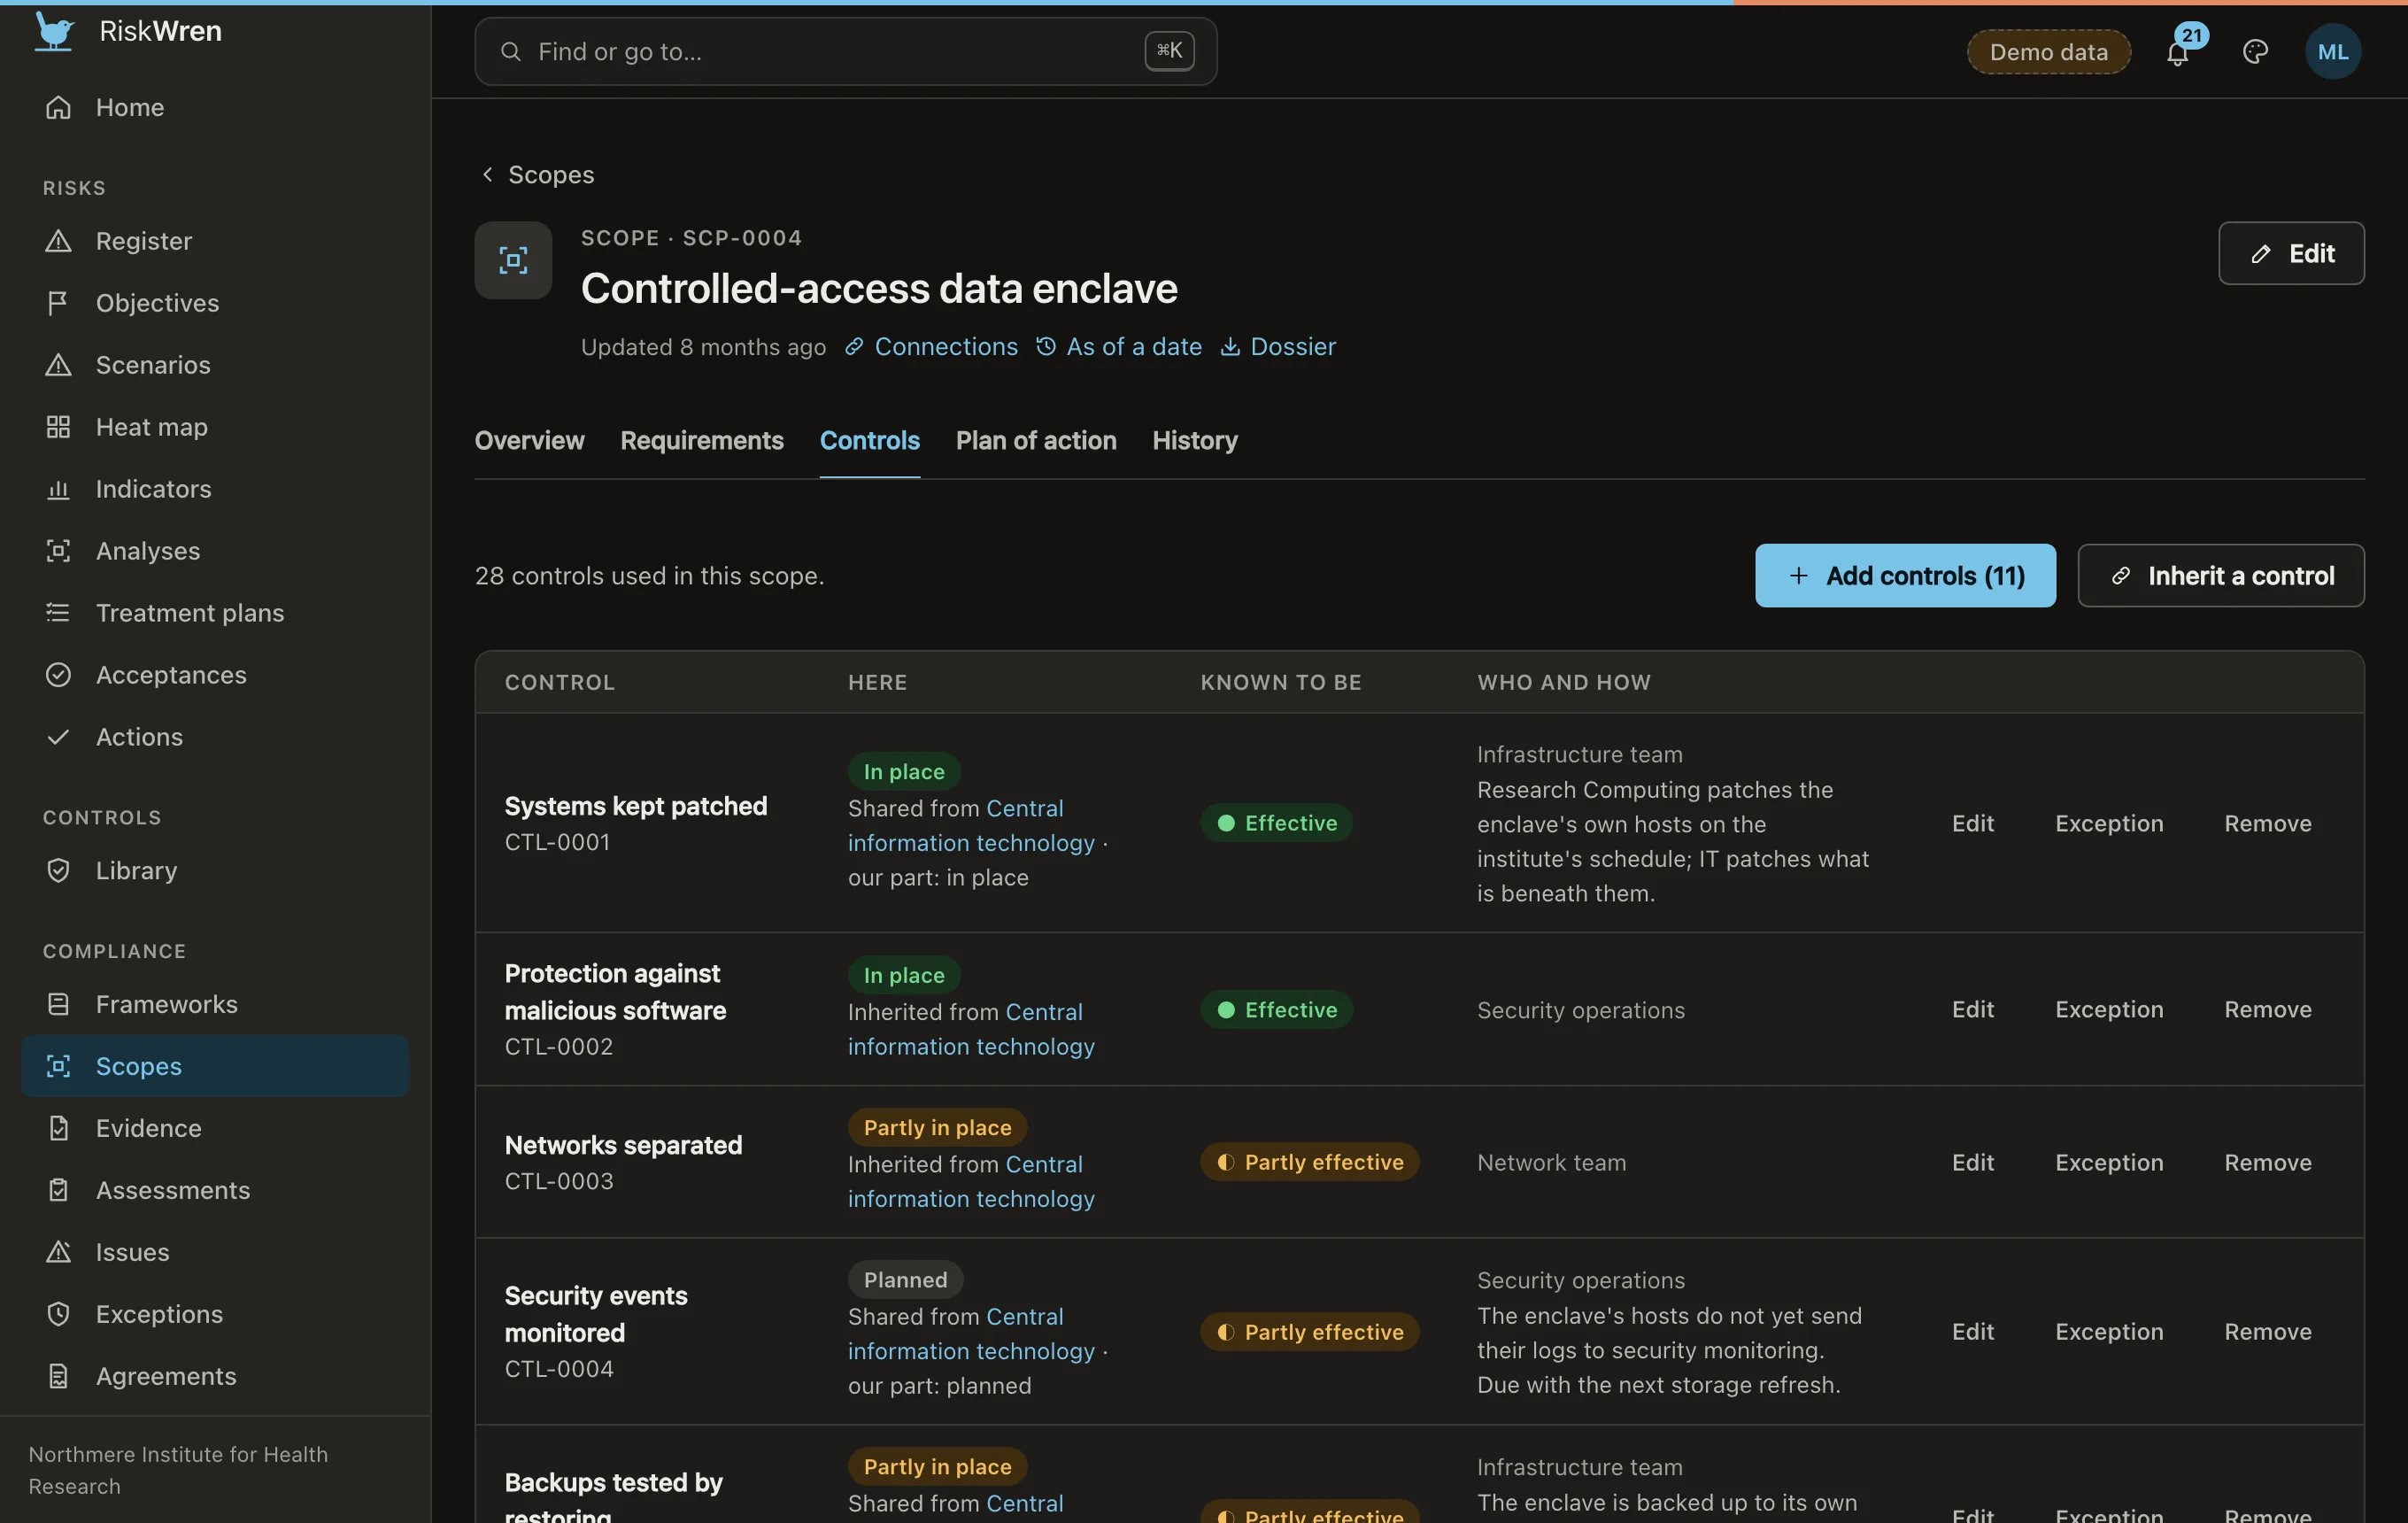 RiskWren
Find or go to...
⌘K
Demo data
21
ML
Home
RISKS
Register
Objectives
Scenarios
Heat map
Indicators
Analyses
Treatment plans
Acceptances
Actions
CONTROLS
Library
COMPLIANCE
Frameworks
Scopes
Evidence
Assessments
Issues
Exceptions
Agreements
Northmere Institute for Health
Research
Scopes
SCOPE · SCP-0004
Controlled-access data enclave
Updated 8 months ago Connections As of a date Dossier
Edit
Overview Requirements Controls Plan of action History
28 controls used in this scope.
+ Add controls (11)
Inherit a control
CONTROL HERE KNOWN TO BE WHO AND HOW
Systems kept patched
CTL-0001
In place
Shared from Central
information technology ·
our part: in place
Effective
Infrastructure team
Research Computing patches the
enclave's own hosts on the
institute's schedule; IT patches what
is beneath them.
Edit Exception Remove
Protection against
malicious software
CTL-0002
In place
Inherited from Central
information technology
Effective
Security operations
Edit Exception Remove
Networks separated
CTL-0003
Partly in place
Inherited from Central
information technology
Partly effective
Network team
Edit Exception Remove
Security events
monitored
CTL-0004
Planned
Shared from Central
information technology ·
our part: planned
Partly effective
Security operations
The enclave's hosts do not yet send
their logs to security monitoring.
Due with the next storage refresh.
Edit Exception Remove
Backups tested by
restoring
Partly in place
Shared from Central
Partly effective
Infrastructure team
The enclave is backed up to its own
Edit Exception Remove